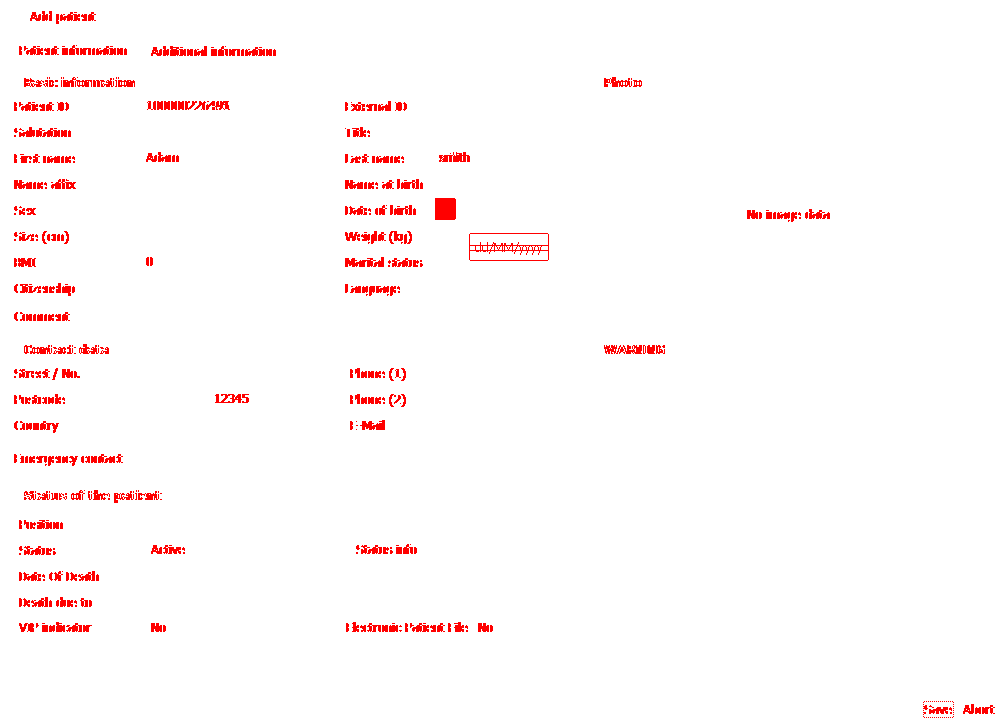 Add patient
Patient information Additional information
Basic information Photo
Patient ID External ID
Salutation Title
First name Adam Last name smith
Name affix Name at birth
Sex Date of birth No image data
Size (cm) Weight (kg)
dd/MM/yyyy
BMI 0 Marital status
Citizenship Language
Comment
Contact data WARNING
Street / No. Phone (1)
Postcode 12345 Phone (2)
Country E-Mail
Emergency contact
Status of the patient
Position
Status Active Status info
Date Of Death
Death due to
VIP indicator No Electronic Patient File No
Save Abort